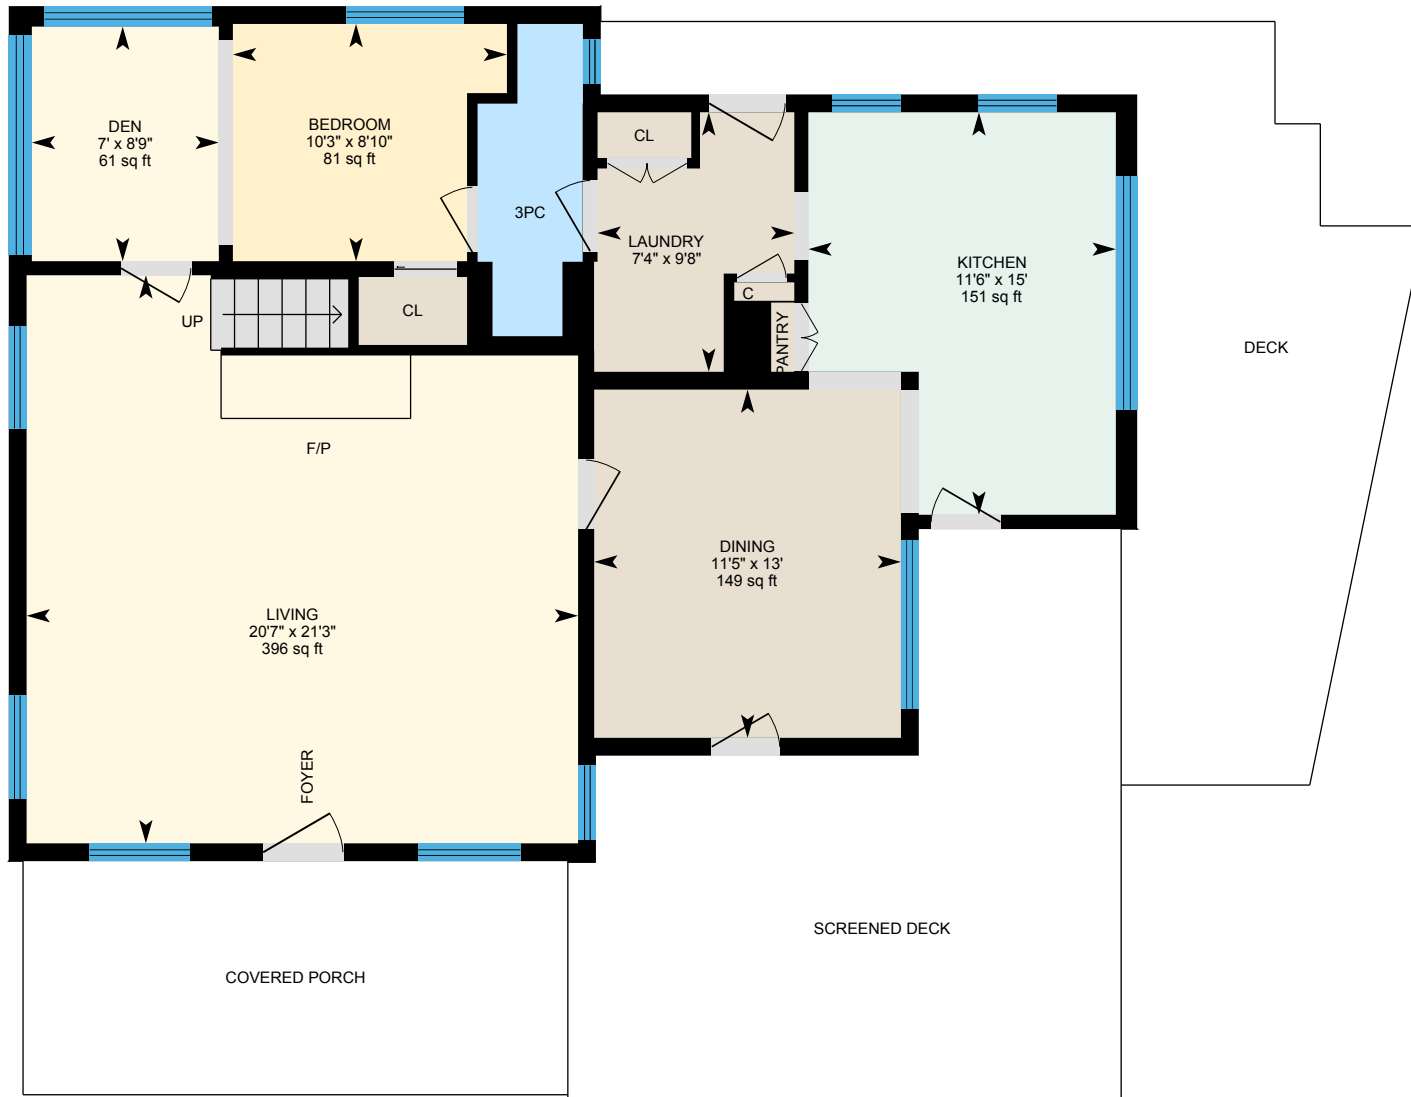 DEN
7' x 8'9"
61 sq ft
BEDROOM
10'3" x 8'10"
81 sq ft
CL
3PC
LAUNDRY
7'4" x 9'8"
KITCHEN
11'6" x 15'
151 sq ft
C
PANTRY
UP
CL
DECK
F/P
DINING
11'5" x 13'
149 sq ft
LIVING
20'7" x 21'3"
396 sq ft
FOYER
SCREENED DECK
COVERED PORCH